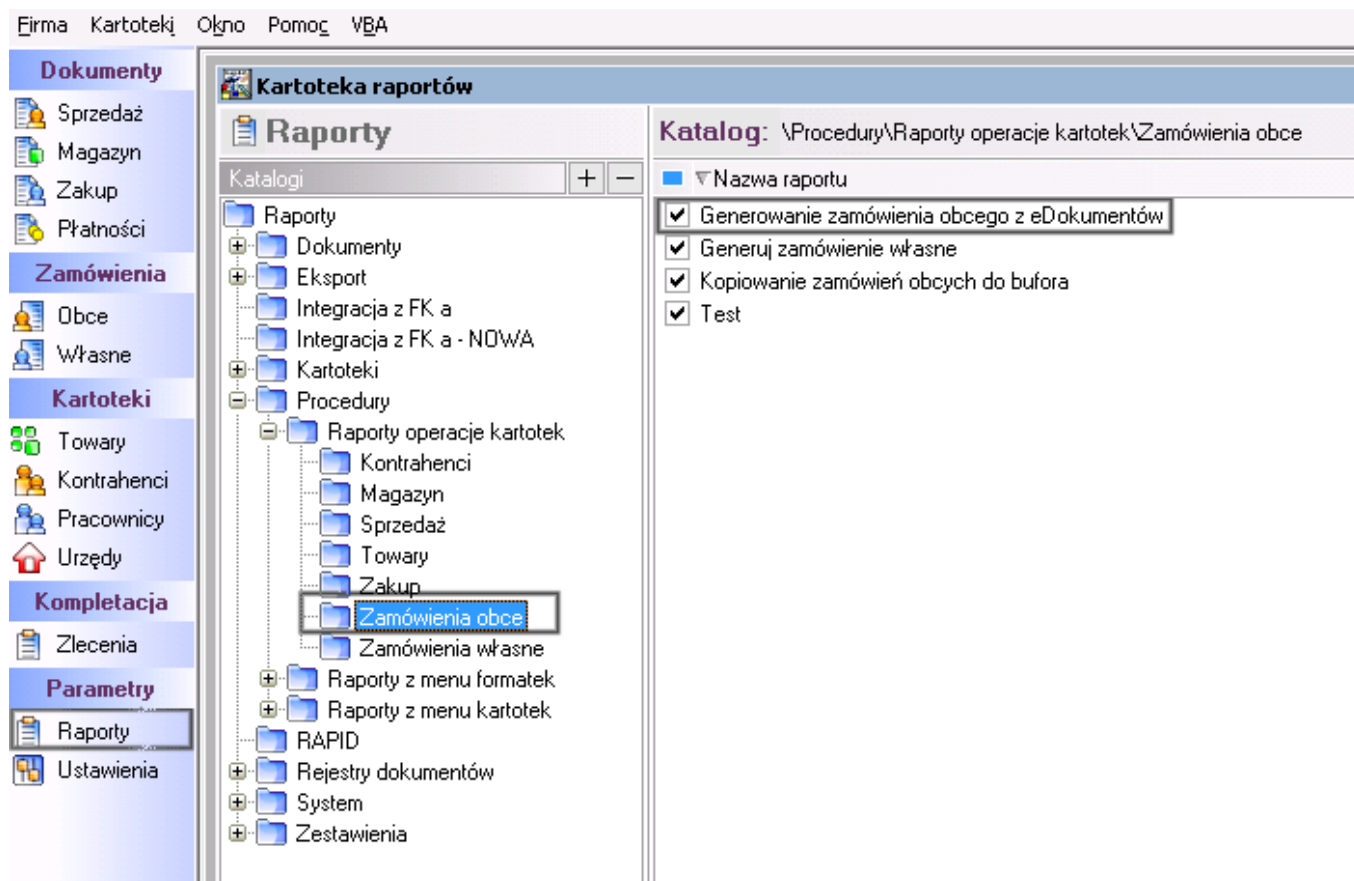 Firma Kartoteki Okno Pomoc VBA
Dokumenty
Sprzedaż
Magazyn
Zakup
Płatności
Zamówienia
Obce
Własne
Kartoteki
Towary
Kontrahenci
Pracownicy
Urzędy
Kompletacja
Zlecenia
Parametry
Raporty
Ustawienia
Kartoteka raportów
Raporty
Katalogi
Raporty
Dokumenty
Eksport
Integracja z FK a
Integracja z FK a - NOWA
Kartoteki
Procedury
Raporty operacje kartotek
Kontrahenci
Magazyn
Sprzedaż
Towary
Zakup
Zamówienia obce
Zamówienia własne
Raporty z menu formatek
Raporty z menu kartotek
RAPID
Rejestry dokumentów
System
Zestawienia
Katalog: \Procedury\Raporty operacje kartotek\Zamówienia obce
Nazwa raportu
Generowanie zamówienia obcego z eDokumentów
Generuj zamówienie własne
Kopiowanie zamówień obcych do bufora
Test